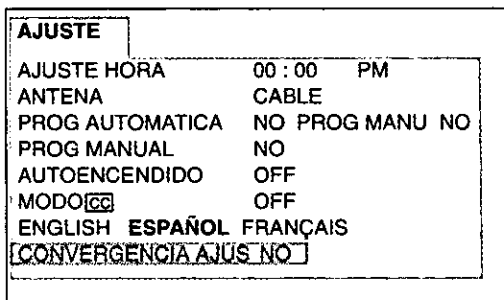 AJUSTE
AJUSTE HORA 00 : 00 PM
ANTENA CABLE
PROG AUTOMATICA NO PROG MANU NO
PROG MANUAL NO
AUTOENCENDIDO OFF
MODO CC OFF
ENGLISH ESPAÑOL FRANÇAIS
CONVERGENCIA AJUS NO